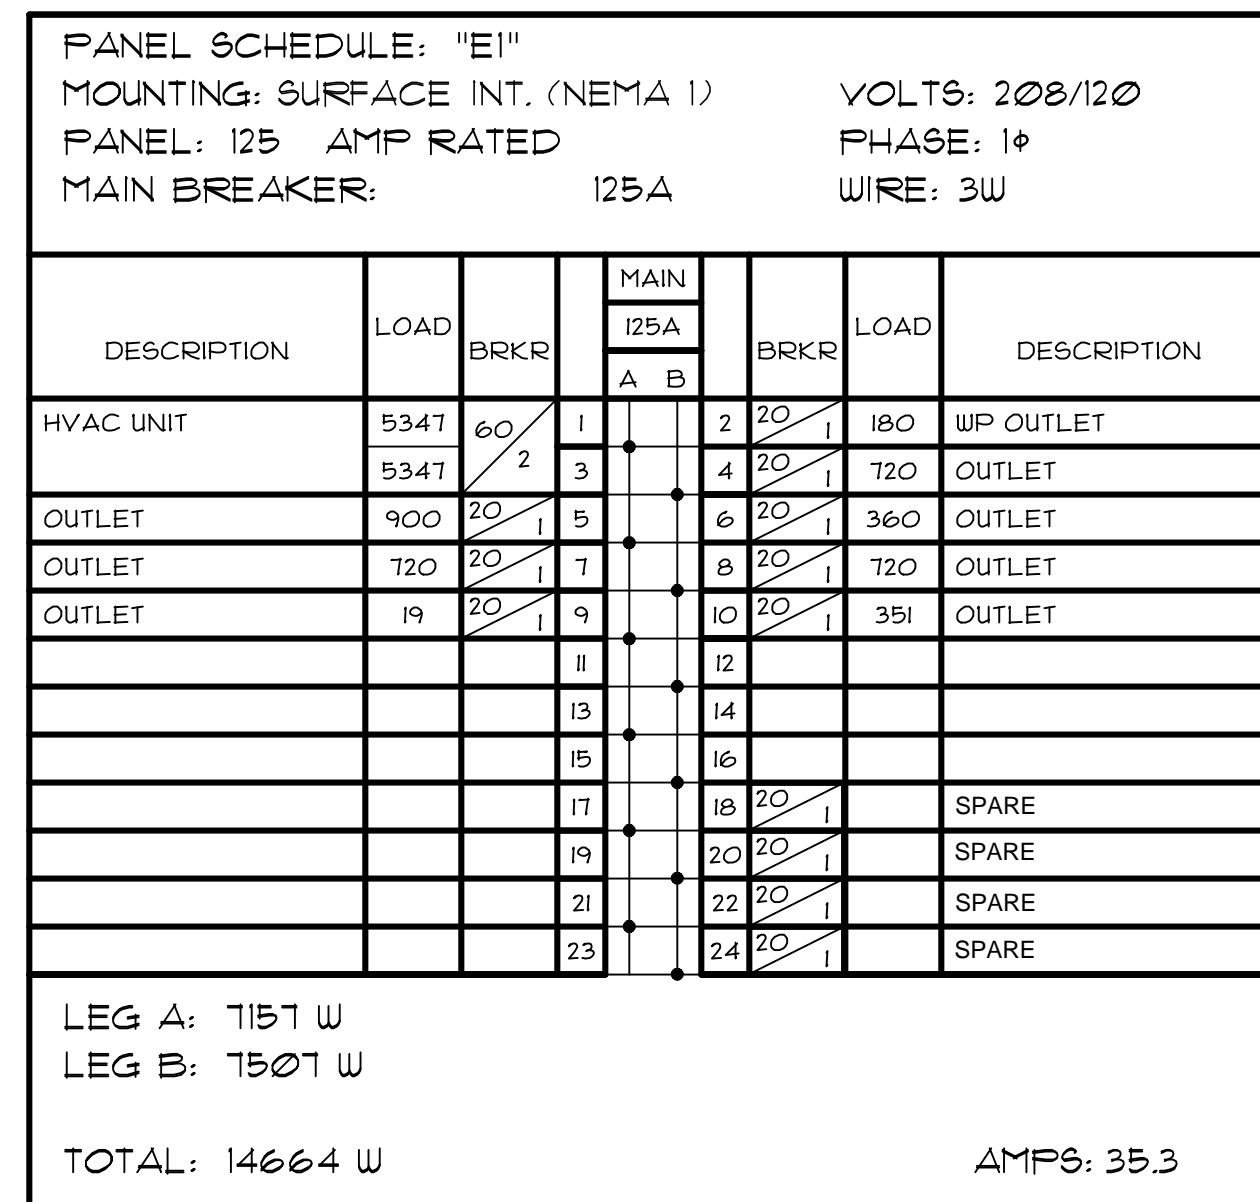 PANEL SCHEDULE: "E1"
MOUNTING: SURFACE INT. (NEMA 1) VOLTS: 208/120
PANEL: 125 AMP RATED PHASE: 1ϕ
MAIN BREAKER: 125A WIRE: 3W
MAIN
LOAD 125A LOAD
DESCRIPTION BRKR BRKR DESCRIPTION
A B
HVAC UNIT 5347 60 2 1 2 20 1 180 WP OUTLET
5347 3 4 20 1 720 OUTLET
OUTLET 900 20 1 5 6 20 1 360 OUTLET
OUTLET 720 20 1 7 8 20 1 720 OUTLET
OUTLET 19 20 1 9 10 20 1 351 OUTLET
11 12
13 14
15 16
17 18 20 1 SPARE
19 20 20 1 SPARE
21 22 20 1 SPARE
23 24 20 1 SPARE
LEG A: 7157 W
LEG B: 7507 W
TOTAL: 14664 W AMPS: 35.3